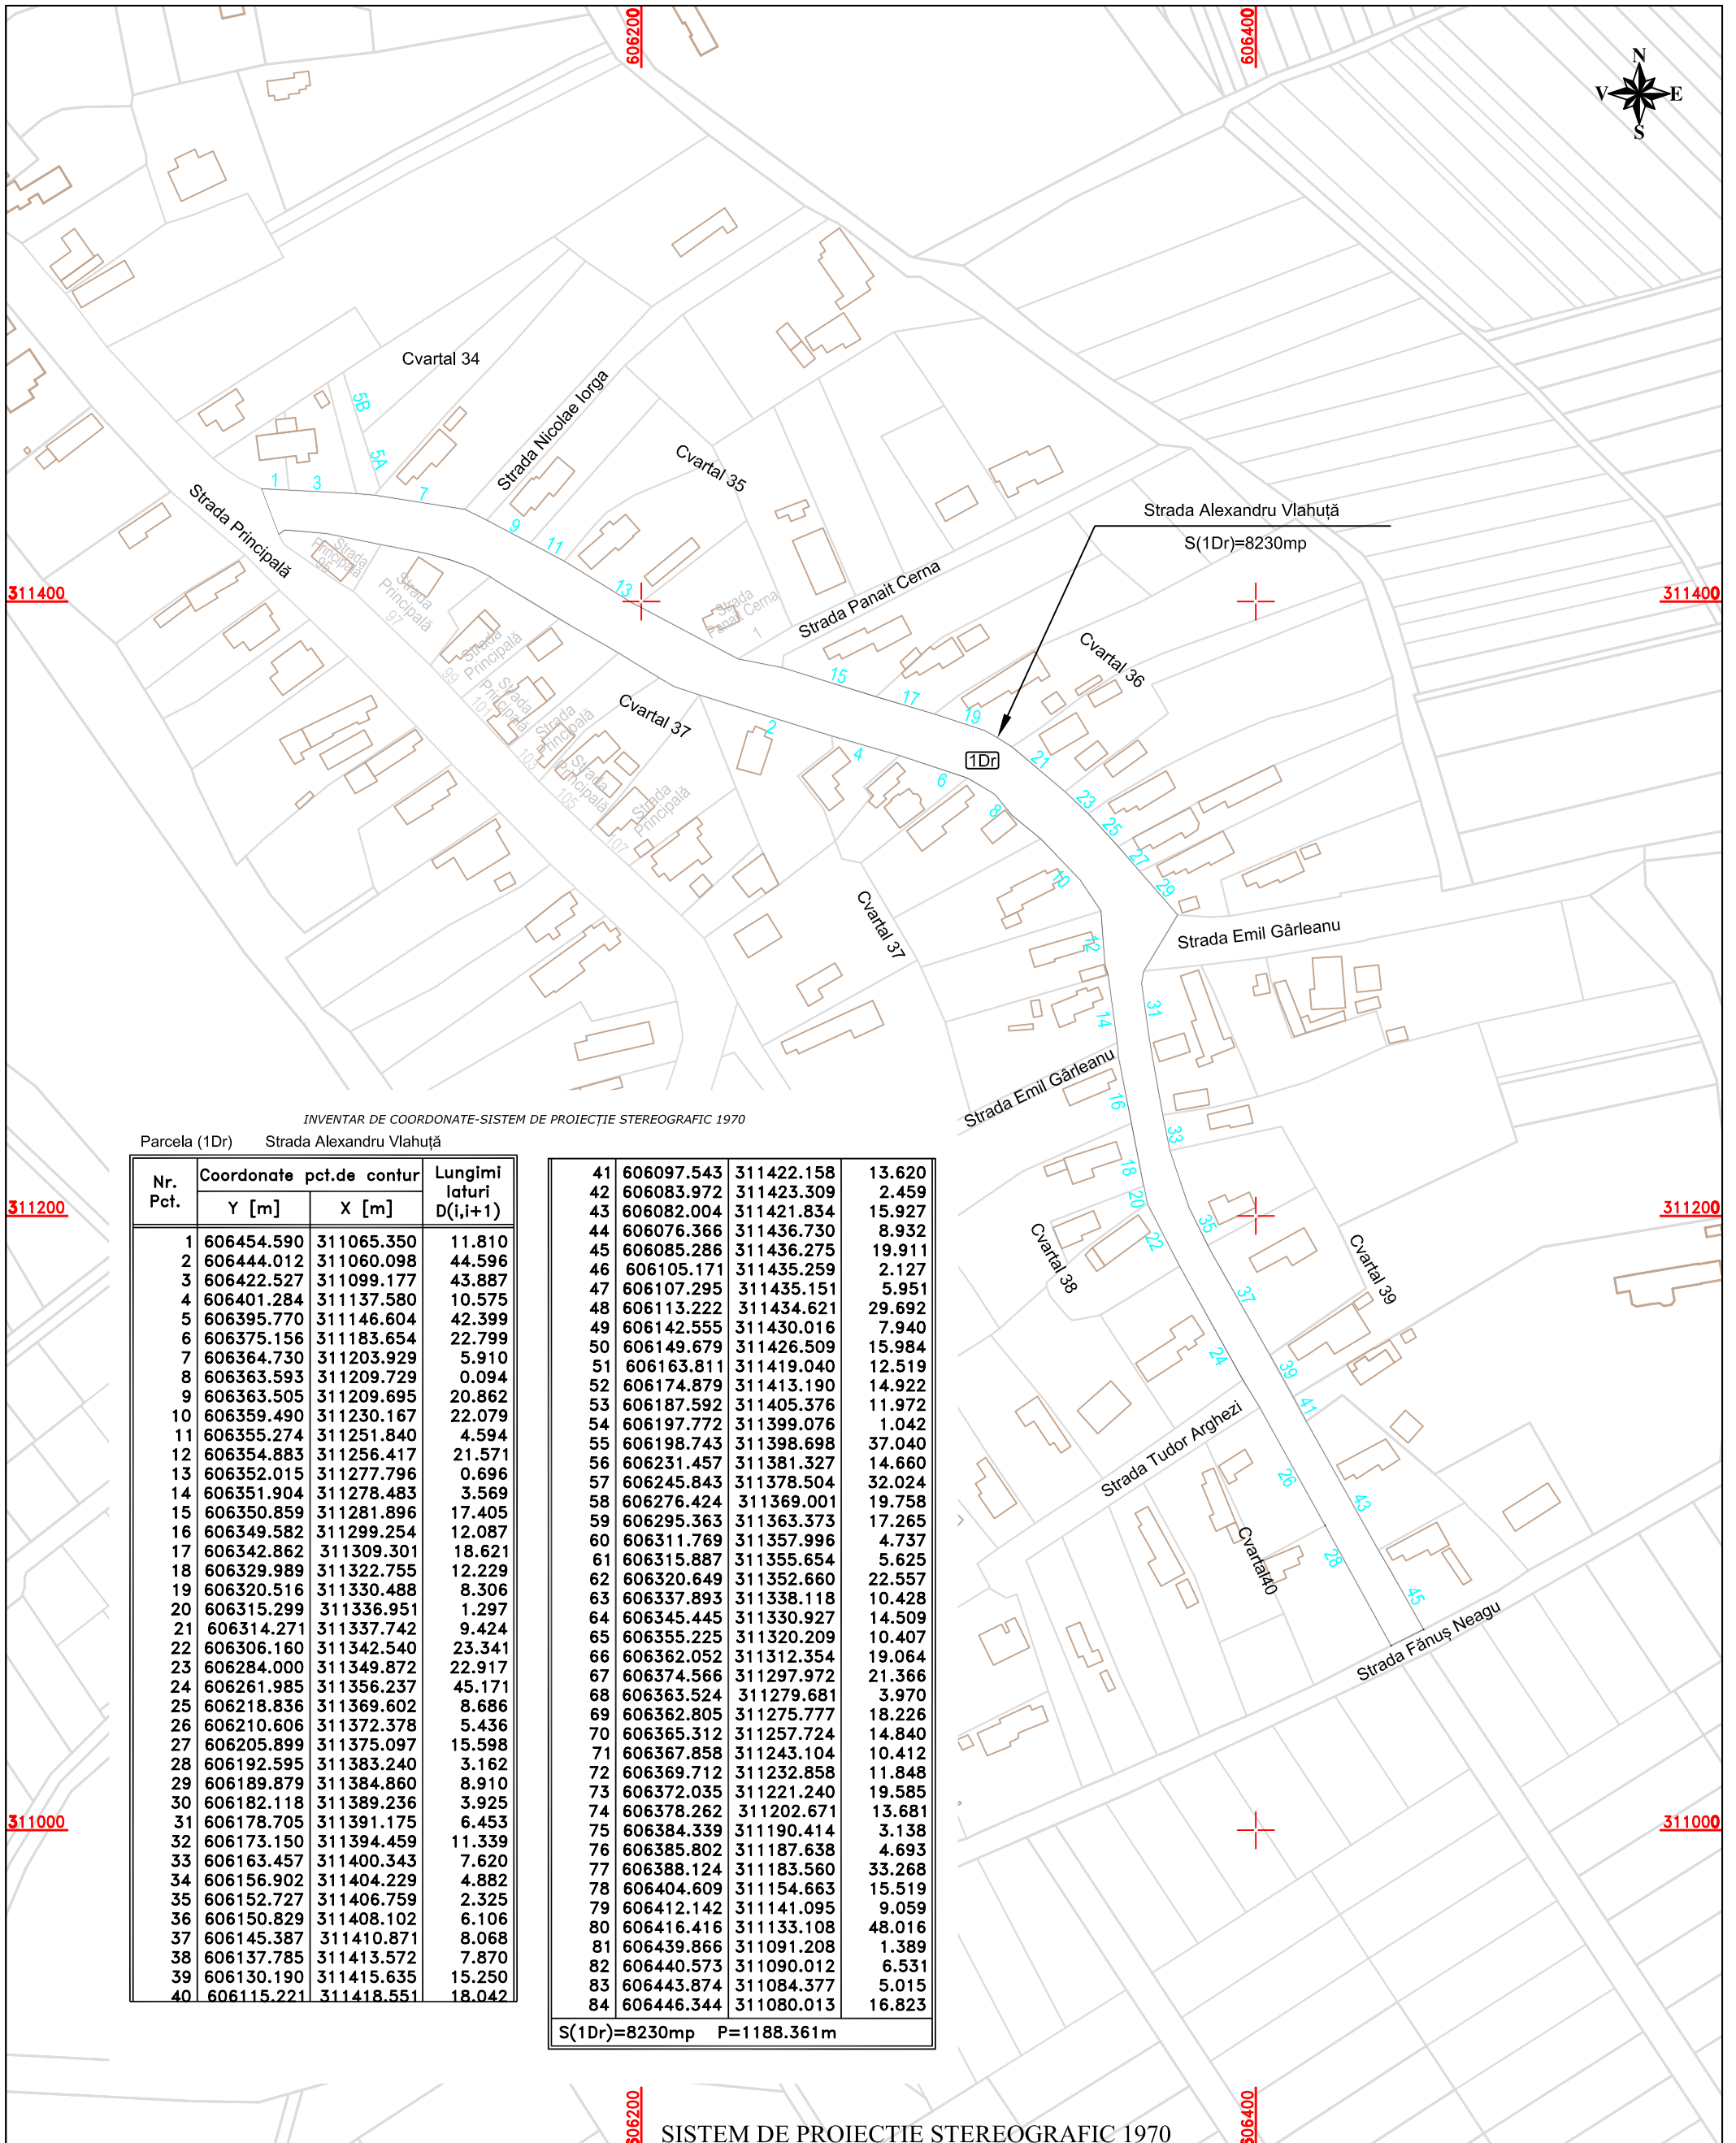 606200
606400
N
V
E
S
Cvartal 34
5B
5A
Strada Nicolae Iorga
Cvartal 35
1
3
7
9
11
13
Strada Principală
Strada Principală
95
Strada Principală
97
Strada Principală
99
Strada Principală
101
Strada Principală
103
Strada Principală
105
Strada Principală
107
Strada Panait Cerna
1
Strada Panait Cerna
Strada Alexandru Vlahuță
S(1Dr)=8230mp
311400
311400
Cvartal 36
15
17
19
1Dr
21
23
25
27
29
Cvartal 37
2
4
6
8
10
Cvartal 37
12
14
Strada Emil Gârleanu
31
Strada Emil Gârleanu
16
33
18
20
22
35
37
Cvartal 38
Cvartal 39
311200
311200
24
39
41
Strada Tudor Arghezi
26
43
Cvartal40
28
45
Strada Fănuș Neagu
311000
311000
INVENTAR DE COORDONATE-SISTEM DE PROIECȚIE STEREOGRAFIC 1970
Parcela (1Dr) Strada Alexandru Vlahuță
Nr. Pct. Coordonate pct.de contur Lungimi laturi D(i,i+1)
Y [m] X [m]
1 606454.590 311065.350 11.810
2 606444.012 311060.098 44.596
3 606422.527 311099.177 43.887
4 606401.284 311137.580 10.575
5 606395.770 311146.604 42.399
6 606375.156 311183.654 22.799
7 606364.730 311203.929 5.910
8 606363.593 311209.729 0.094
9 606363.505 311209.695 20.862
10 606359.490 311230.167 22.079
11 606355.274 311251.840 4.594
12 606354.883 311256.417 21.571
13 606352.015 311277.796 0.696
14 606351.904 311278.483 3.569
15 606350.859 311281.896 17.405
16 606349.582 311299.254 12.087
17 606342.862 311309.301 18.621
18 606329.989 311322.755 12.229
19 606320.516 311330.488 8.306
20 606315.299 311336.951 1.297
21 606314.271 311337.742 9.424
22 606306.160 311342.540 23.341
23 606284.000 311349.872 22.917
24 606261.985 311356.237 45.171
25 606218.836 311369.602 8.686
26 606210.606 311372.378 5.436
27 606205.899 311375.097 15.598
28 606192.595 311383.240 3.162
29 606189.879 311384.860 8.910
30 606182.118 311389.236 3.925
31 606178.705 311391.175 6.453
32 606173.150 311394.459 11.339
33 606163.457 311400.343 7.620
34 606156.902 311404.229 4.882
35 606152.727 311406.759 2.325
36 606150.829 311408.102 6.106
37 606145.387 311410.871 8.068
38 606137.785 311413.572 7.870
39 606130.190 311415.635 15.250
40 606115.221 311418.551 18.042
41 606097.543 311422.158 13.620
42 606083.972 311423.309 2.459
43 606082.004 311421.834 15.927
44 606076.366 311436.730 8.932
45 606085.286 311436.275 19.911
46 606105.171 311435.259 2.127
47 606107.295 311435.151 5.951
48 606113.222 311434.621 29.692
49 606142.555 311430.016 7.940
50 606149.679 311426.509 15.984
51 606163.811 311419.040 12.519
52 606174.879 311413.190 14.922
53 606187.592 311405.376 11.972
54 606197.772 311399.076 1.042
55 606198.743 311398.698 37.040
56 606231.457 311381.327 14.660
57 606245.843 311378.504 32.024
58 606276.424 311369.001 19.758
59 606295.363 311363.373 17.265
60 606311.769 311357.996 4.737
61 606315.887 311355.654 5.625
62 606320.649 311352.660 22.557
63 606337.893 311338.118 10.428
64 606345.445 311330.927 14.509
65 606355.225 311320.209 10.407
66 606362.052 311312.354 19.064
67 606374.566 311297.972 21.366
68 606363.524 311279.681 3.970
69 606362.805 311275.777 18.226
70 606365.312 311257.724 14.840
71 606367.858 311243.104 10.412
72 606369.712 311232.858 11.848
73 606372.035 311221.240 19.585
74 606378.262 311202.671 13.681
75 606384.339 311190.414 3.138
76 606385.802 311187.638 4.693
77 606388.124 311183.560 33.268
78 606404.609 311154.663 15.519
79 606412.142 311141.095 9.059
80 606416.416 311133.108 48.016
81 606439.866 311091.208 1.389
82 606440.573 311090.012 6.531
83 606443.874 311084.377 5.015
84 606446.344 311080.013 16.823
S(1Dr)=8230mp P=1188.361m
606200
606400
SISTEM DE PROIECTIE STEREOGRAFIC 1970